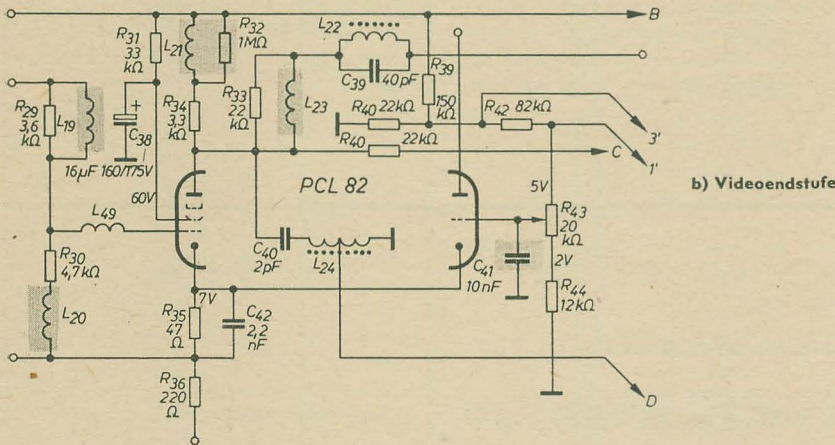 B
R31
33
kΩ
L21
R32
1MΩ
L22
C39
40pF
R39
150
kΩ
R29
3,6
kΩ
L19
+
C38
16µF 160/175V
R34
3,3
kΩ
R33
22
kΩ
L23
R40 22kΩ
R42 82kΩ
3'
R40
22kΩ
C
1'
60V
PCL 82
5V
b) Videoendstufe
L49
R43
20
kΩ
R30
4,7kΩ
C40
2pF
L24
C41
10nF
2V
L20
7V
R35
47
Ω
C42
2,2
nF
R44
12kΩ
R36
220
Ω
D